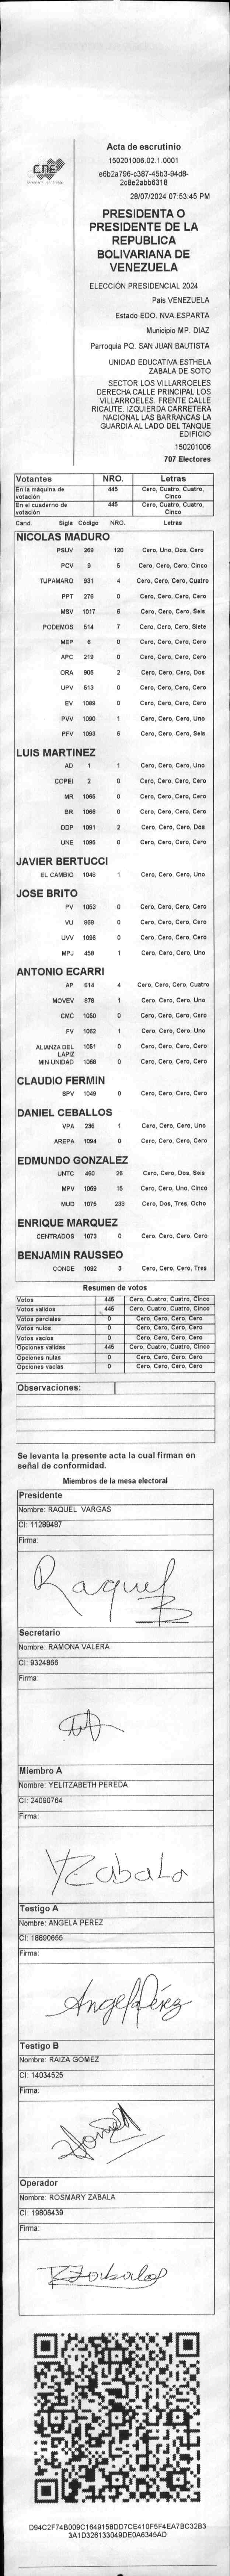 CNE
Acta de escrutinio
150201006.02.1.0001
e6b2a796-c387-45b3-94d8-
2c8e2abb6318
28/07/2024 07:53:45 PM
PRESIDENTA O
PRESIDENTE DE LA
REPUBLICA
BOLIVARIANA DE
VENEZUELA
ELECCIÓN PRESIDENCIAL 2024
Pais VENEZUELA
Estado EDO. NVA.ESPARTA
Municipio MP. DIAZ
Parroquia PQ. SAN JUAN BAUTISTA
UNIDAD EDUCATIVA ESTHELA
ZABALA DE SOTO
SECTOR LOS VILLARROELES
DERECHA CALLE PRINCIPAL LOS
VILLARROELES. FRENTE CALLE
RICAUTE. IZQUIERDA CARRETERA
NACIONAL LAS BARRANCAS LA
GUARDIA AL LADO DEL TANQUE
EDIFICIO
150201006
707 Electores
Votantes NRO. Letras
En la máquina de votación 445 Cero, Cuatro, Cuatro, Cinco
En el cuaderno de votación 445 Cero, Cuatro, Cuatro, Cinco
Cand. Sigla Código NRO. Letras
NICOLAS MADURO
PSUV 269 120 Cero, Uno, Dos, Cero
PCV 9 5 Cero, Cero, Cero, Cinco
TUPAMARO 931 4 Cero, Cero, Cero, Cuatro
PPT 276 0 Cero, Cero, Cero, Cero
MSV 1017 6 Cero, Cero, Cero, Seis
PODEMOS 514 7 Cero, Cero, Cero, Siete
MEP 6 0 Cero, Cero, Cero, Cero
APC 219 0 Cero, Cero, Cero, Cero
ORA 906 2 Cero, Cero, Cero, Dos
UPV 613 0 Cero, Cero, Cero, Cero
EV 1089 0 Cero, Cero, Cero, Cero
PVV 1090 1 Cero, Cero, Cero, Uno
PFV 1093 6 Cero, Cero, Cero, Seis
LUIS MARTINEZ
AD 1 1 Cero, Cero, Cero, Uno
COPEI 2 0 Cero, Cero, Cero, Cero
MR 1065 0 Cero, Cero, Cero, Cero
BR 1066 0 Cero, Cero, Cero, Cero
DDP 1091 2 Cero, Cero, Cero, Dos
UNE 1095 0 Cero, Cero, Cero, Cero
JAVIER BERTUCCI
EL CAMBIO 1048 1 Cero, Cero, Cero, Uno
JOSE BRITO
PV 1053 0 Cero, Cero, Cero, Cero
VU 868 0 Cero, Cero, Cero, Cero
UVV 1096 0 Cero, Cero, Cero, Cero
MPJ 458 1 Cero, Cero, Cero, Uno
ANTONIO ECARRI
AP 814 4 Cero, Cero, Cero, Cuatro
MOVEV 878 1 Cero, Cero, Cero, Uno
CMC 1050 0 Cero, Cero, Cero, Cero
FV 1062 1 Cero, Cero, Cero, Uno
ALIANZA DEL LAPIZ 1051 0 Cero, Cero, Cero, Cero
MIN UNIDAD 1068 0 Cero, Cero, Cero, Cero
CLAUDIO FERMIN
SPV 1049 0 Cero, Cero, Cero, Cero
DANIEL CEBALLOS
VPA 236 1 Cero, Cero, Cero, Uno
AREPA 1094 0 Cero, Cero, Cero, Cero
EDMUNDO GONZALEZ
UNTC 460 26 Cero, Cero, Dos, Seis
MPV 1069 15 Cero, Cero, Uno, Cinco
MUD 1075 238 Cero, Dos, Tres, Ocho
ENRIQUE MARQUEZ
CENTRADOS 1073 0 Cero, Cero, Cero, Cero
BENJAMIN RAUSSEO
CONDE 1092 3 Cero, Cero, Cero, Tres
Resumen de votos
Votos 445 Cero, Cuatro, Cuatro, Cinco
Votos validos 445 Cero, Cuatro, Cuatro, Cinco
Votos parciales 0 Cero, Cero, Cero, Cero
Votos nulos 0 Cero, Cero, Cero, Cero
Votos vacios 0 Cero, Cero, Cero, Cero
Opciones validas 445 Cero, Cuatro, Cuatro, Cinco
Opciones nulas 0 Cero, Cero, Cero, Cero
Opciones vacias 0 Cero, Cero, Cero, Cero
Observaciones:
Se levanta la presente acta la cual firman en
señal de conformidad.
Miembros de la mesa electoral
Presidente
Nombre: RAQUEL VARGAS
CI: 11289487
Firma:
Raquel
Secretario
Nombre: RAMONA VALERA
CI: 9324866
Firma:
Miembro A
Nombre: YELITZABETH PEREDA
CI: 24090764
Firma:
YZabala
Testigo A
Nombre: ANGELA PEREZ
CI: 18890655
Firma:
Angela Pérez
Testigo B
Nombre: RAIZA GOMEZ
CI: 14034525
Firma:
Operador
Nombre: ROSMARY ZABALA
CI: 19806439
Firma:
D94C2F74B009C1649158DD7CE410F5F4EA7BC32B3
3A1D326133049DE0A6345AD